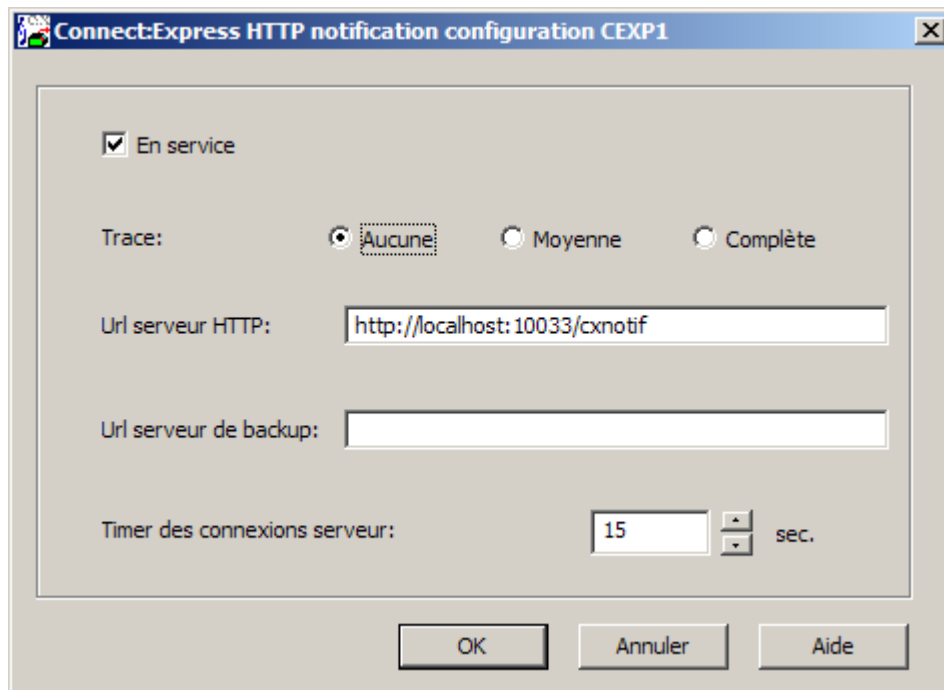 Connect:Express HTTP notification configuration CEXP1
En service
Trace: Aucune Moyenne Complète
Url serveur HTTP: http://localhost:10033/cxnotif
Url serveur de backup:
Timer des connexions serveur: 15 sec.
OK Annuler Aide